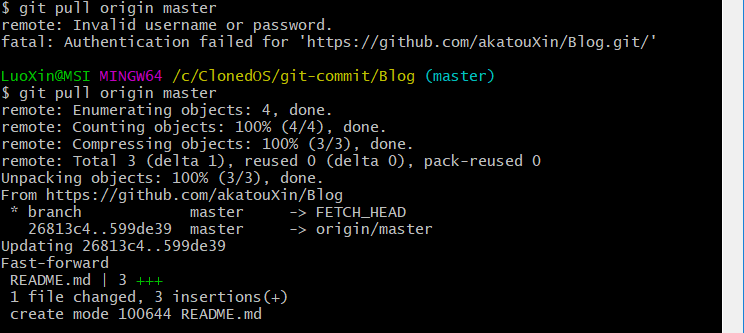 $ git pull origin master
remote: Invalid username or password.
fatal: Authentication failed for 'https://github.com/akatouXin/Blog.git/'
LuoXin@MSI MINGW64 /c/ClonedOS/git-commit/Blog (master)
$ git pull origin master
remote: Enumerating objects: 4, done.
remote: Counting objects: 100% (4/4), done.
remote: Compressing objects: 100% (3/3), done.
remote: Total 3 (delta 1), reused 0 (delta 0), pack-reused 0
Unpacking objects: 100% (3/3), done.
From https://github.com/akatouXin/Blog
 * branch            master     -> FETCH_HEAD
   26813c4..599de39  master     -> origin/master
Updating 26813c4..599de39
Fast-forward
 README.md | 3 +++
 1 file changed, 3 insertions(+)
 create mode 100644 README.md